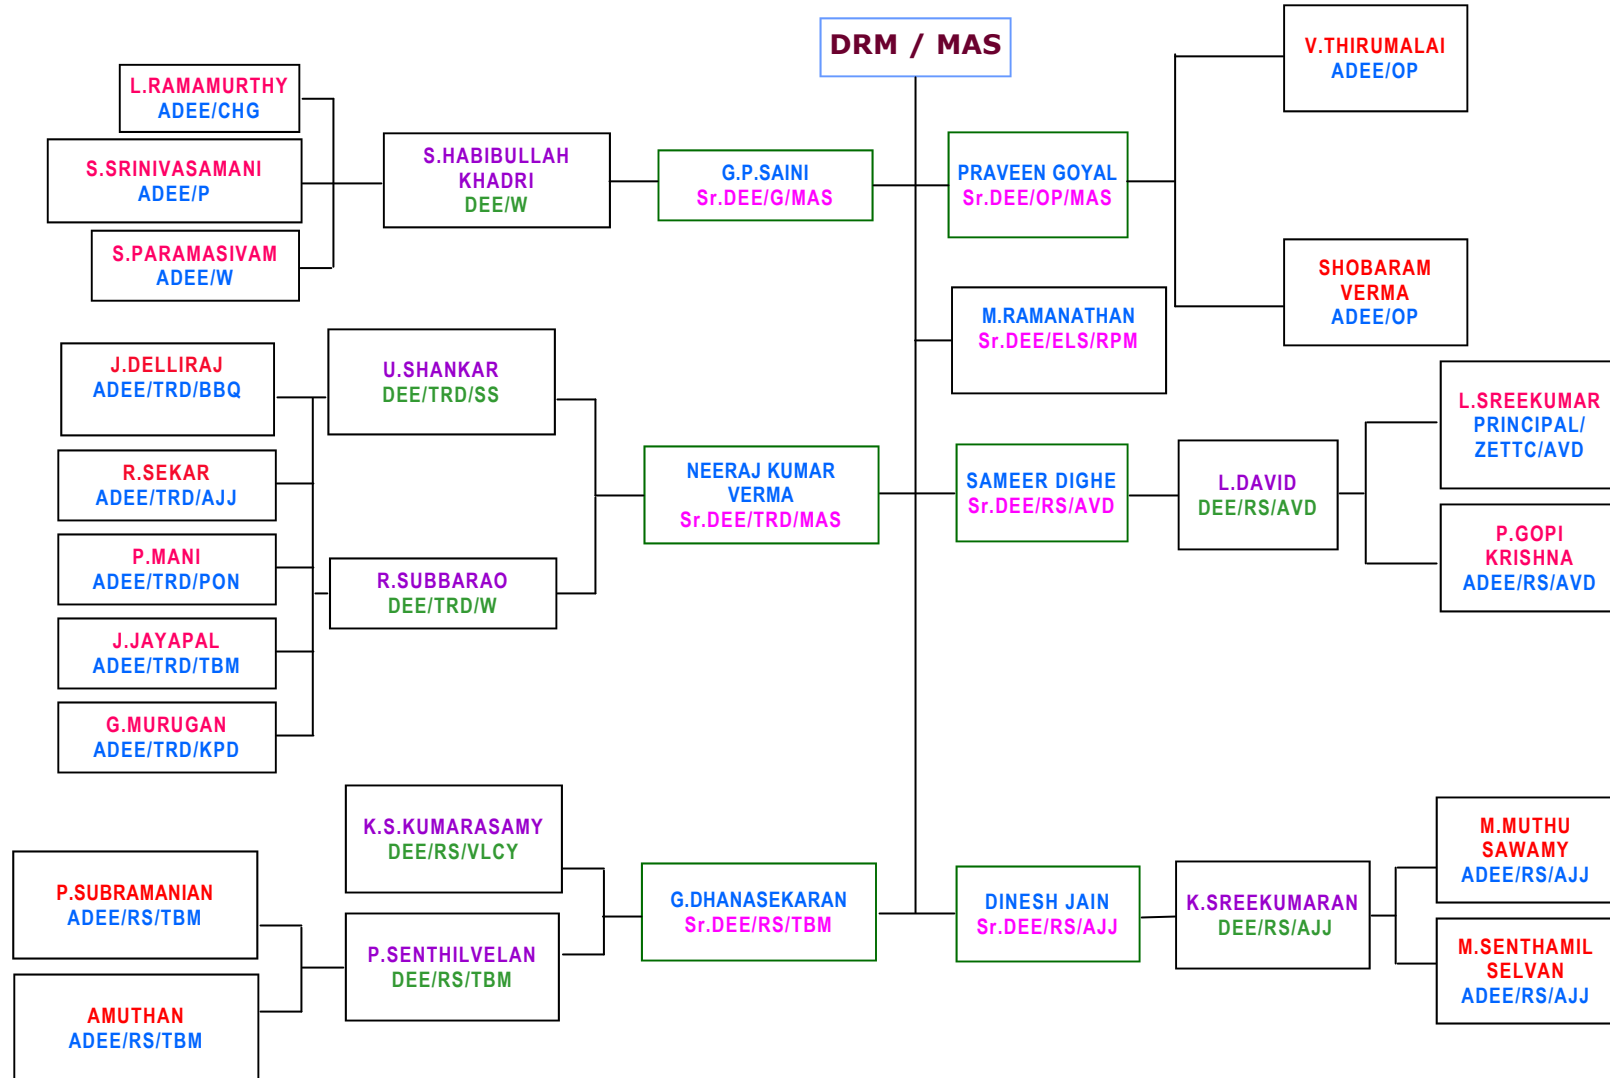 DRM / MAS
L.RAMAMURTHY
ADEE/CHG
S.SRINIVASAMANI
ADEE/P
S.PARAMASIVAM
ADEE/W
S.HABIBULLAH
KHADRI
DEE/W
G.P.SAINI
Sr.DEE/G/MAS
PRAVEEN GOYAL
Sr.DEE/OP/MAS
V.THIRUMALAI
ADEE/OP
SHOBARAM
VERMA
ADEE/OP
M.RAMANATHAN
Sr.DEE/ELS/RPM
J.DELLIRAJ
ADEE/TRD/BBQ
R.SEKAR
ADEE/TRD/AJJ
P.MANI
ADEE/TRD/PON
J.JAYAPAL
ADEE/TRD/TBM
G.MURUGAN
ADEE/TRD/KPD
U.SHANKAR
DEE/TRD/SS
R.SUBBARAO
DEE/TRD/W
NEERAJ KUMAR
VERMA
Sr.DEE/TRD/MAS
SAMEER DIGHE
Sr.DEE/RS/AVD
L.DAVID
DEE/RS/AVD
L.SREEKUMAR
PRINCIPAL/
ZETTC/AVD
P.GOPI
KRISHNA
ADEE/RS/AVD
P.SUBRAMANIAN
ADEE/RS/TBM
AMUTHAN
ADEE/RS/TBM
K.S.KUMARASAMY
DEE/RS/VLCY
P.SENTHILVELAN
DEE/RS/TBM
G.DHANASEKARAN
Sr.DEE/RS/TBM
DINESH JAIN
Sr.DEE/RS/AJJ
K.SREEKUMARAN
DEE/RS/AJJ
M.MUTHU
SAWAMY
ADEE/RS/AJJ
M.SENTHAMIL
SELVAN
ADEE/RS/AJJ